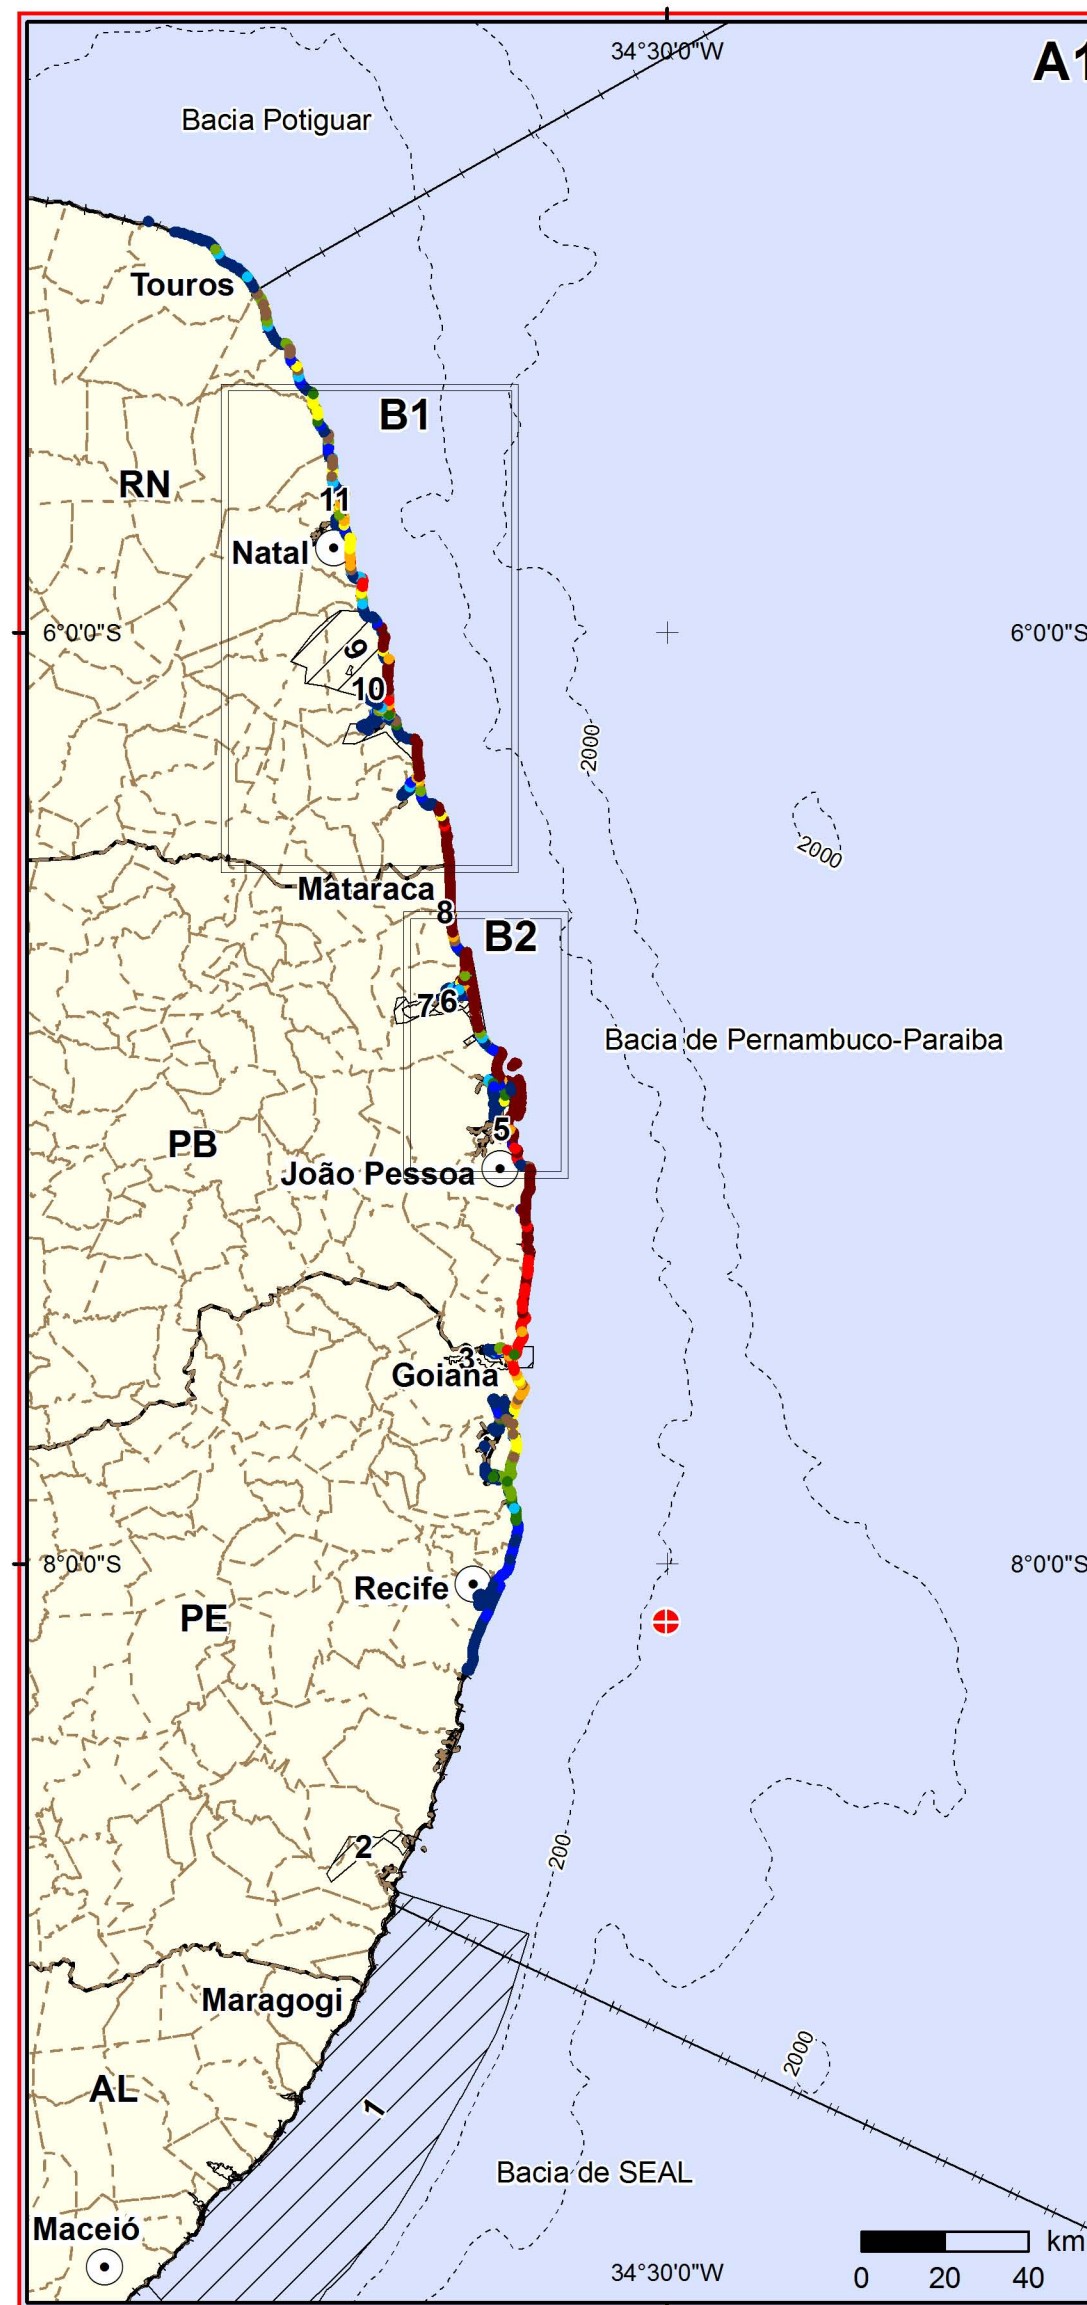 34°30'0"W
A1
Bacia Potiguar
Touros
B1
RN
11
Natal
6°0'0"S
6°0'0"S
9
10
2000
2000
Mataraca
8
B2
7
6
Bacia de Pernambuco-Paraiba
5
PB
João Pessoa
3
Goiana
8°0'0"S
8°0'0"S
Recife
PE
2
200
Maragogi
2000
AL
1
Bacia de SEAL
Maceió
km
34°30'0"W
0 20 40